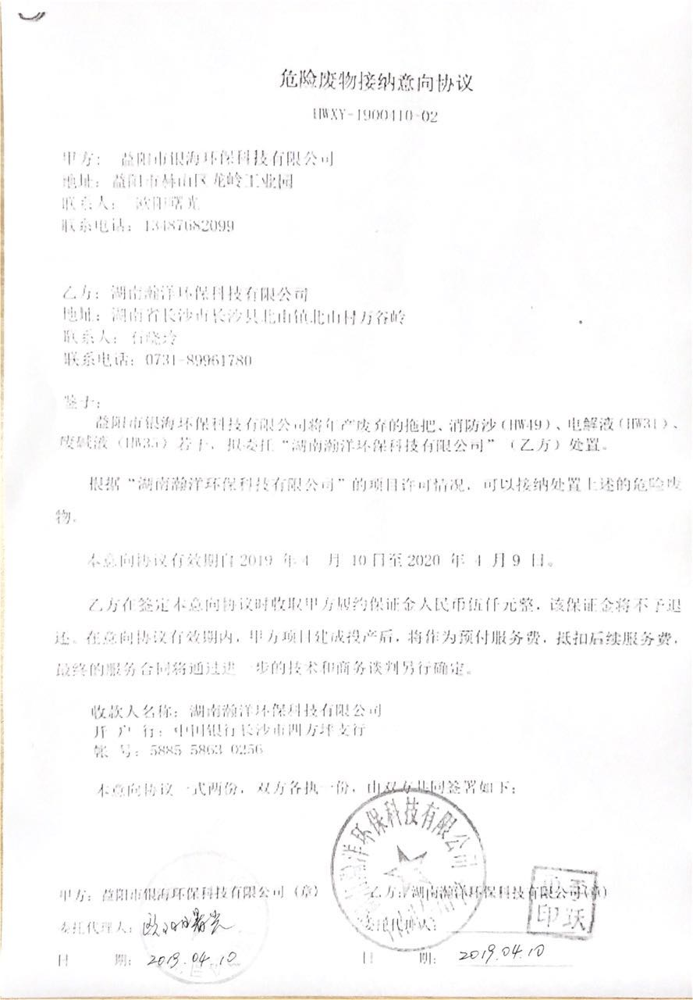 危险废物接纳意向协议
HWXY-1900410-02
甲方： 益阳市银海环保科技有限公司
地址：益阳市赫山区龙岭工业园
联系人： 欧阳曙光
联系电话：13487682099
乙方：湖南瀚洋环保科技有限公司
地址：湖南省长沙市长沙县北山镇北山村万谷岭
联系人：石晓玲
联系电话：0731-89961780
鉴于：
益阳市银海环保科技有限公司将年产废弃的拖把、消防沙（HW49）、电解液（HW31）、
废碱液（HW35）若干，拟委托“湖南瀚洋环保科技有限公司”（乙方）处置。
根据“湖南瀚洋环保科技有限公司”的项目许可情况，可以接纳处置上述的危险废
物。
本意向协议有效期自 2019 年 4 月 10 日至 2020 年 4 月 9 日。
乙方在签定本意向协议时收取甲方履约保证金人民币伍仟元整，该保证金将不予退
还。在意向协议有效期内，甲方项目建成投产后，将作为预付服务费，抵扣后续服务费，
最终的服务合同将通过进一步的技术和商务谈判另行确定。
收款人名称：湖南瀚洋环保科技有限公司
开 户 行：中国银行长沙市四方坪支行
帐 号：5885 5863 0256
本意向协议一式两份，双方各执一份，由双方共同签署如下：
甲方：益阳市银海环保科技有限公司（章） 乙方：湖南瀚洋环保科技有限公司（章）
委托代理人：欧阳曙光 委托代理人：
日 期：2019.04.10 日 期：2019.04.10
瀚洋环保科技有限公司